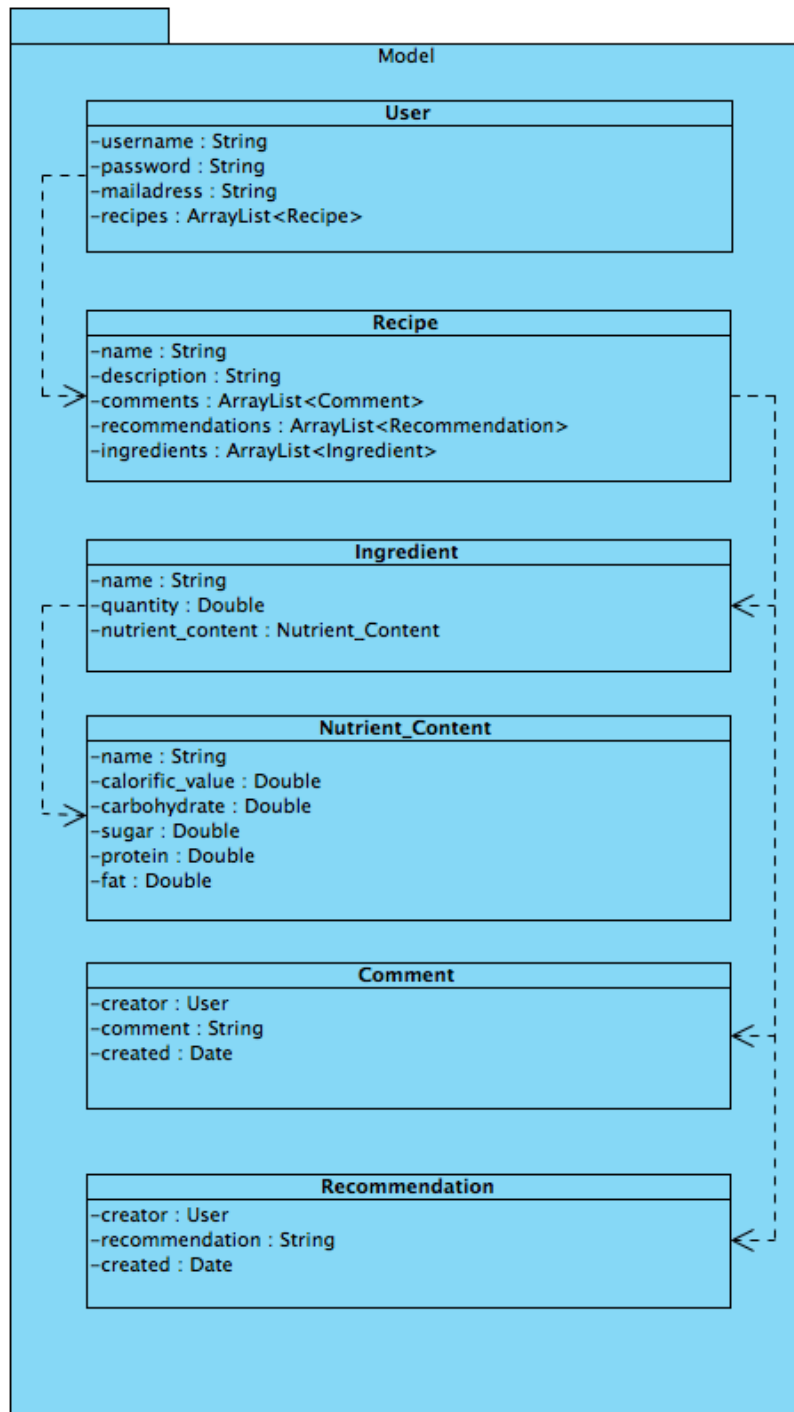 Model
User
-username : String
-password : String
-mailadress : String
-recipes : ArrayList<Recipe>
Recipe
-name : String
-description : String
-comments : ArrayList<Comment>
-recommendations : ArrayList<Recommendation>
-ingredients : ArrayList<Ingredient>
Ingredient
-name : String
-quantity : Double
-nutrient_content : Nutrient_Content
Nutrient_Content
-name : String
-calorific_value : Double
-carbohydrate : Double
-sugar : Double
-protein : Double
-fat : Double
Comment
-creator : User
-comment : String
-created : Date
Recommendation
-creator : User
-recommendation : String
-created : Date